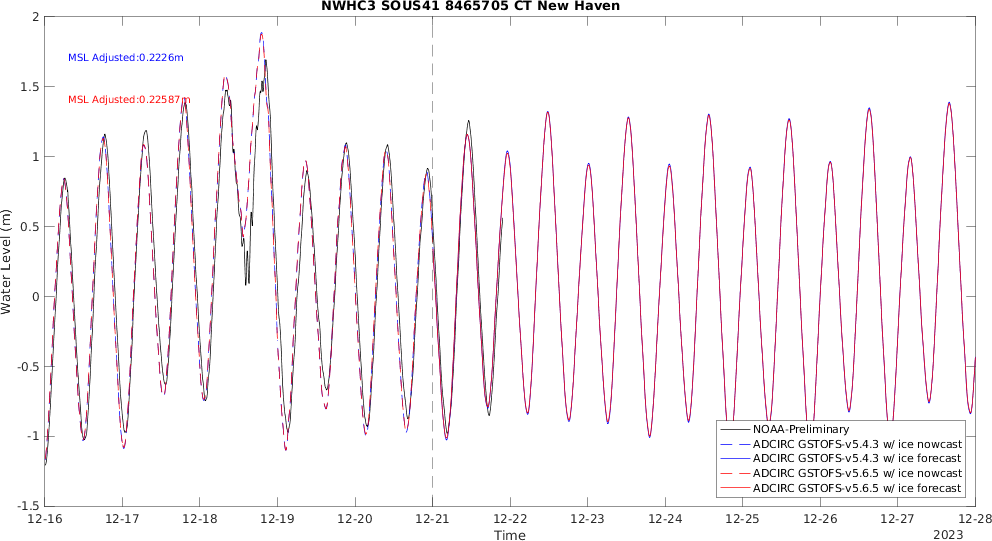 NWHC3 SOUS41 8465705 CT New Haven
2
MSL Adjusted:0.2226m
1.5
MSL Adjusted:0.22587m
1
0.5
Water Level (m)
0
-0.5
-1
NOAA-Preliminary
ADCIRC GSTOFS-v5.4.3 w/ ice nowcast
ADCIRC GSTOFS-v5.4.3 w/ ice forecast
ADCIRC GSTOFS-v5.6.5 w/ ice nowcast
ADCIRC GSTOFS-v5.6.5 w/ ice forecast
-1.5
12-16 12-17 12-18 12-19 12-20 12-21 12-22 12-23 12-24 12-25 12-26 12-27 12-28
Time
2023